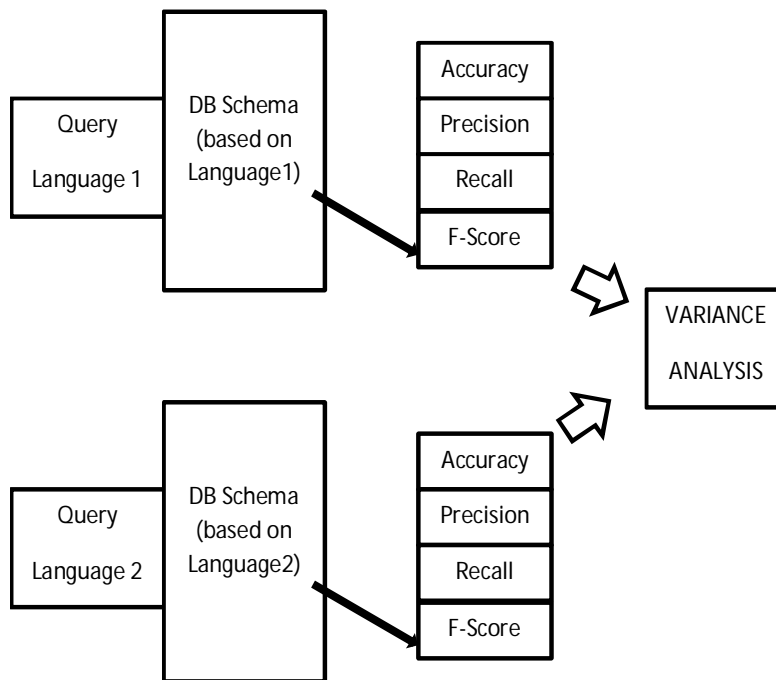 Query
Language 1
DB Schema
(based on
Language1)
Accuracy
Precision
Recall
F-Score
VARIANCE
ANALYSIS
Query
Language 2
DB Schema
(based on
Language2)
Accuracy
Precision
Recall
F-Score